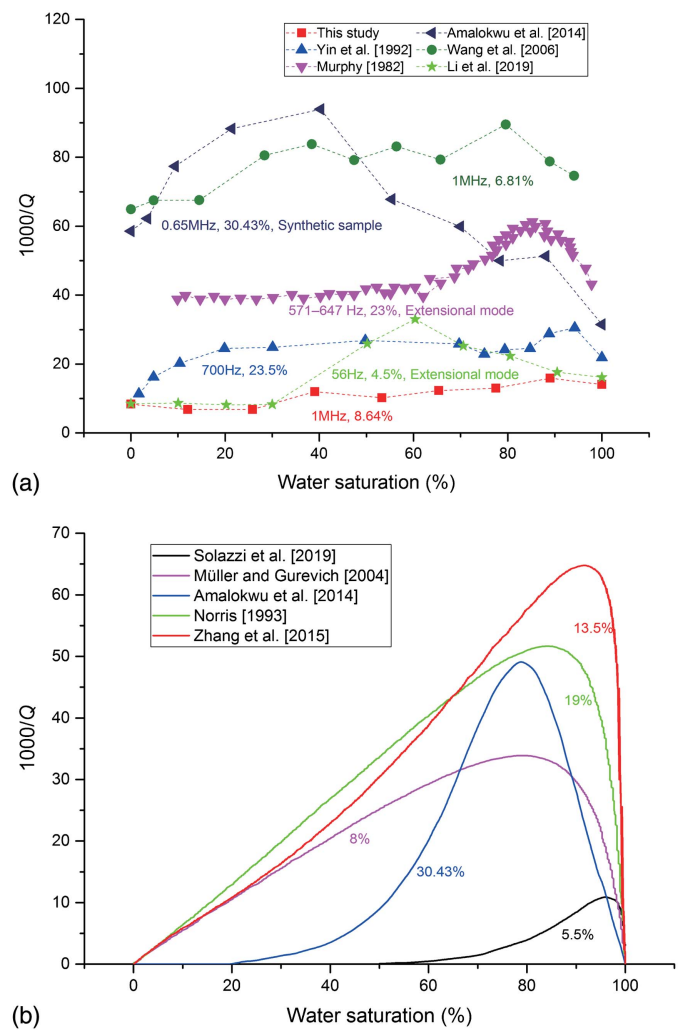 This study
Amalokwu et al. [2014]
Yin et al. [1992]
Wang et al. [2006]
Murphy [1982]
Li et al. [2019]
120
100
80
60
40
20
0
1000/Q
1MHz, 6.81%
0.65MHz, 30.43%, Synthetic sample
571–647 Hz, 23%, Extensional mode
700Hz, 23.5%
56Hz, 4.5%, Extensional mode
1MHz, 8.64%
0 20 40 60 80 100
Water saturation (%)
(a)
70
60
50
40
30
20
10
0
1000/Q
Solazzi et al. [2019]
Müller and Gurevich [2004]
Amalokwu et al. [2014]
Norris [1993]
Zhang et al. [2015]
13.5%
19%
8%
30.43%
5.5%
0 20 40 60 80 100
Water saturation (%)
(b)